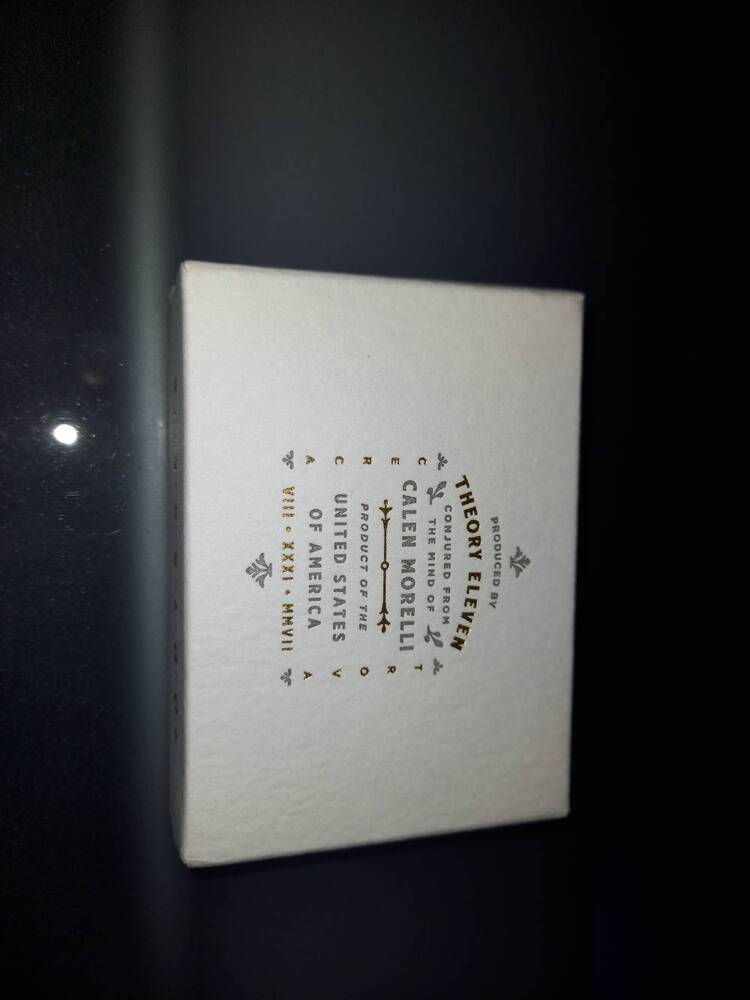 PRODUCED BY
THEORY ELEVEN
CONJURED FROM
THE MIND OF
C CALEN MORELLI T
E R
R PRODUCT OF THE O
C UNITED STATES V
A OF AMERICA A
VIII • XXXI • MMVII